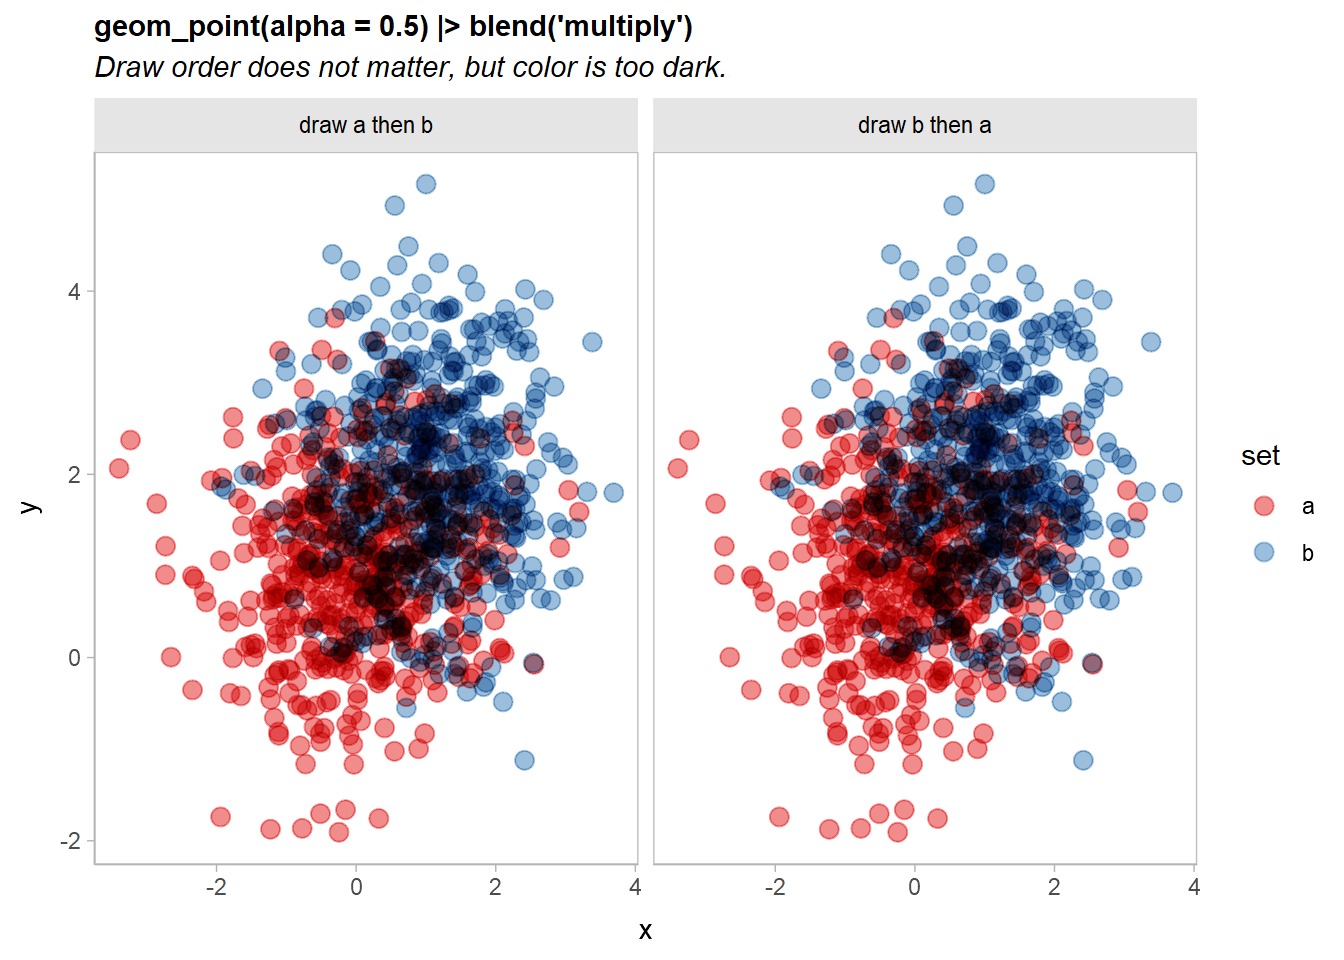 geom_point(alpha = 0.5) |> blend('multiply')
Draw order does not matter, but color is too dark.
draw a then b
draw b then a
4
2
0
-2
y
-2
0
2
4
-2
0
2
4
x
set
a
b